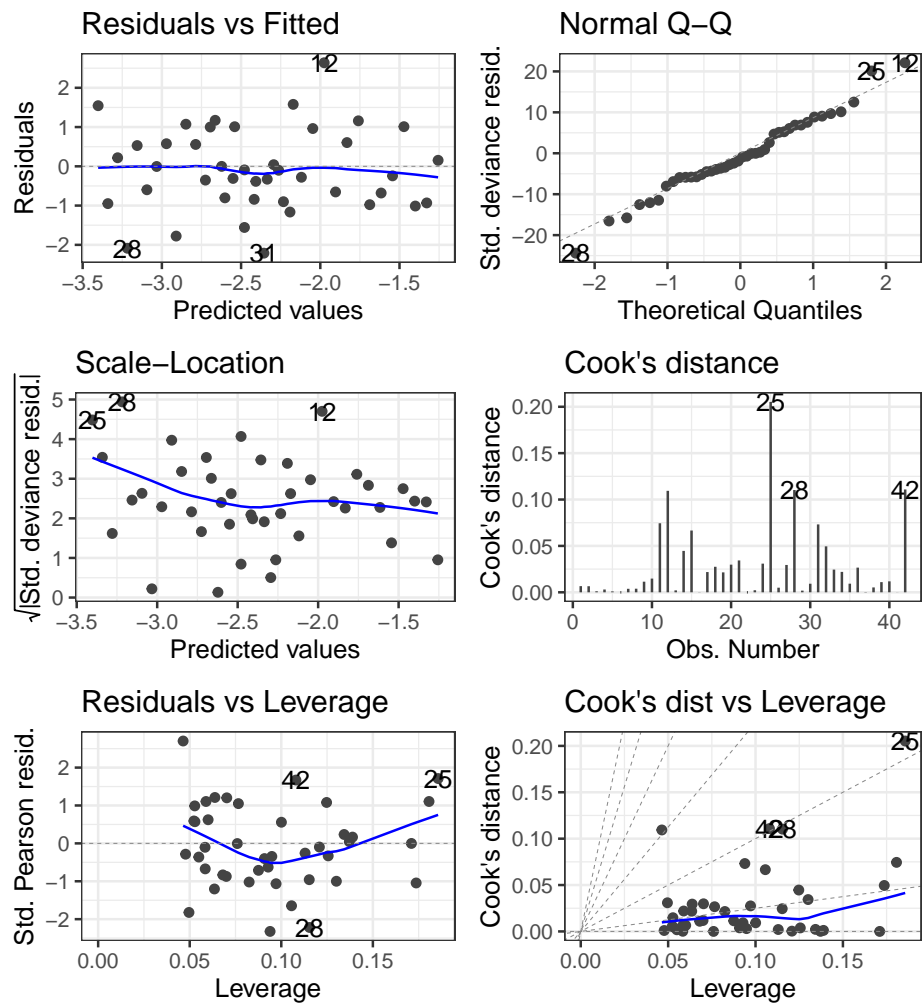 Residuals vs Fitted
Residuals
2
1
0
−1
−2
12
28
31
−3.5 −3.0 −2.5 −2.0 −1.5
Predicted values
Normal Q−Q
Std. deviance resid.
20
10
0
−10
−20
25
12
28
−2 −1 0 1 2
Theoretical Quantiles
Scale−Location
√|Std. deviance resid.|
5
4
3
2
1
0
25
28
12
−3.5 −3.0 −2.5 −2.0 −1.5
Predicted values
Cook's distance
Cook's distance
0.20
0.15
0.10
0.05
0.00
25
28
42
0 10 20 30 40
Obs. Number
Residuals vs Leverage
Std. Pearson resid.
2
1
0
−1
−2
42
25
28
0.00 0.05 0.10 0.15
Leverage
Cook's dist vs Leverage
Cook's distance
0.20
0.15
0.10
0.05
0.00
25
42
28
0.00 0.05 0.10 0.15
Leverage